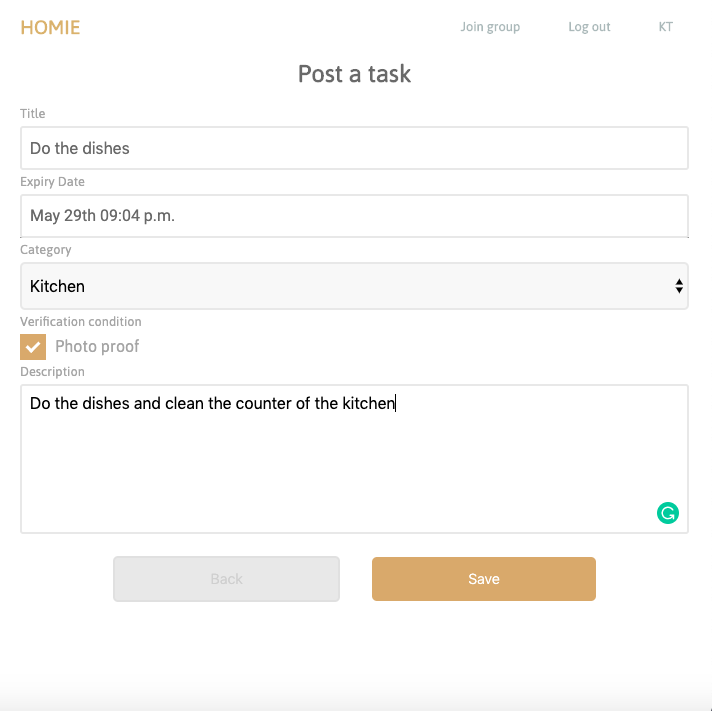 HOMIE Join group Log out KT
Post a task
Title
Do the dishes
Expiry Date
May 29th 09:04 p.m.
Category
Kitchen
Verification condition
Photo proof
Description
Do the dishes and clean the counter of the kitchen
Back Save